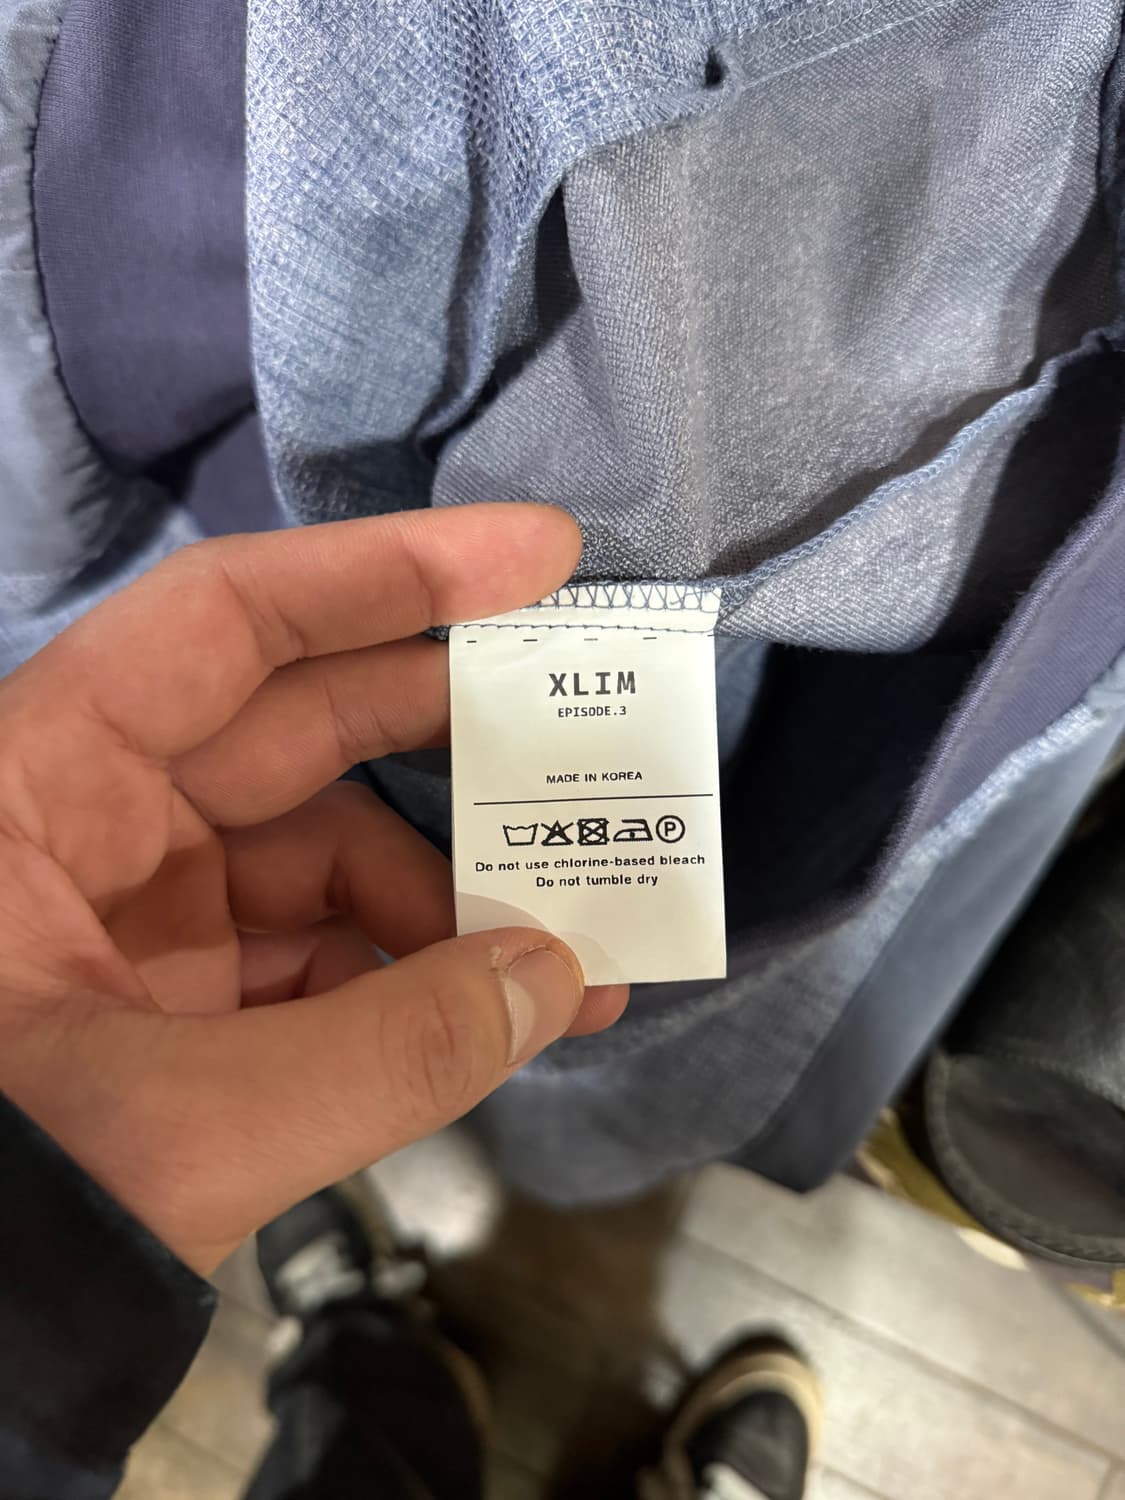 XLIM
EPISODE.3
MADE IN KOREA
P
Do not use chlorine-based bleach
Do not tumble dry